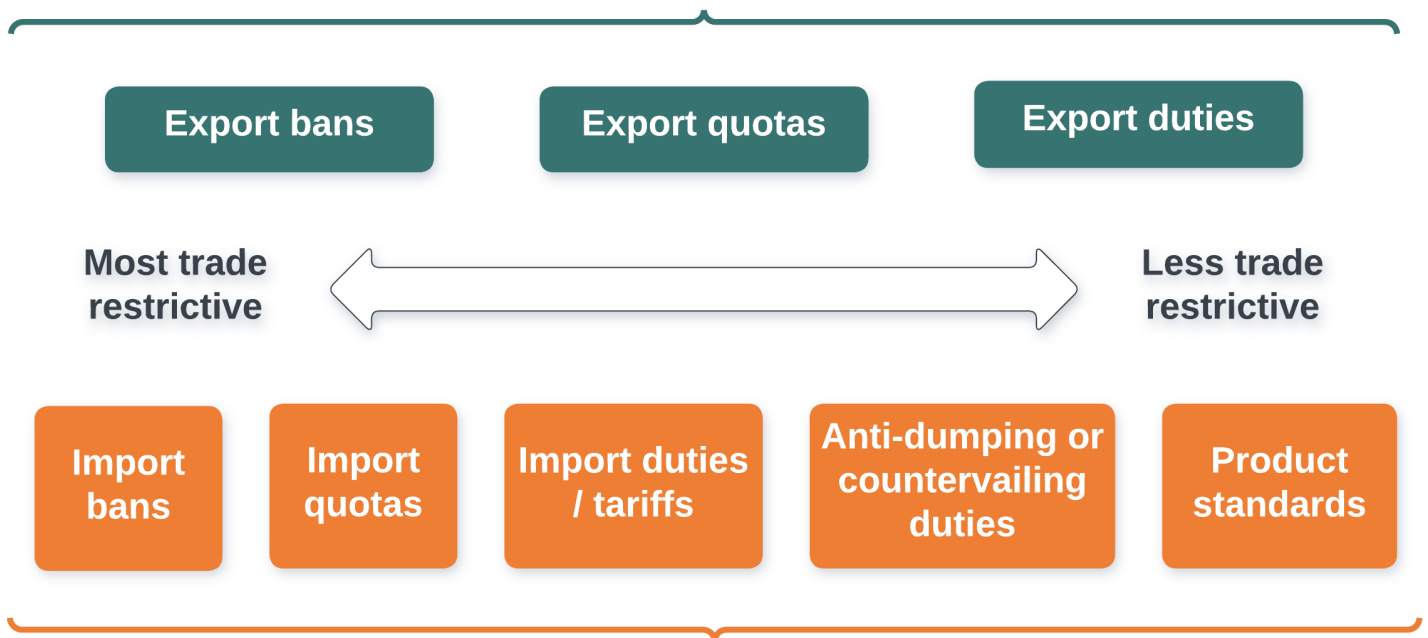 Export bans
Export quotas
Export duties
Most trade
restrictive
Less trade
restrictive
Import
bans
Import
quotas
Import duties
/ tariffs
Anti-dumping or
countervailing
duties
Product
standards